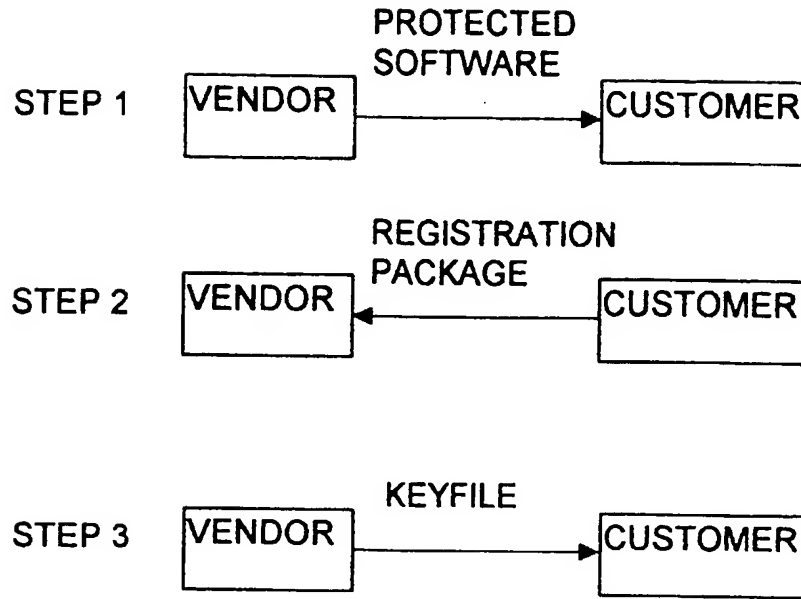 PROTECTED
SOFTWARE
STEP 1
VENDOR
CUSTOMER
REGISTRATION
PACKAGE
STEP 2
VENDOR
CUSTOMER
KEYFILE
STEP 3
VENDOR
CUSTOMER